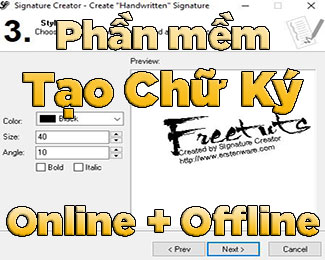 Signature Creator - Create "Handwritten" Signature
Phần mềm
3.
Tạo Chữ Ký
Preview:
Color:
Black
Size:
40
Angle:
10
Bold
Italic
Freetuts
Created by Signature Creator
http://www.erstenware.com
Online + Offline
< Prev
Next >
Cancel